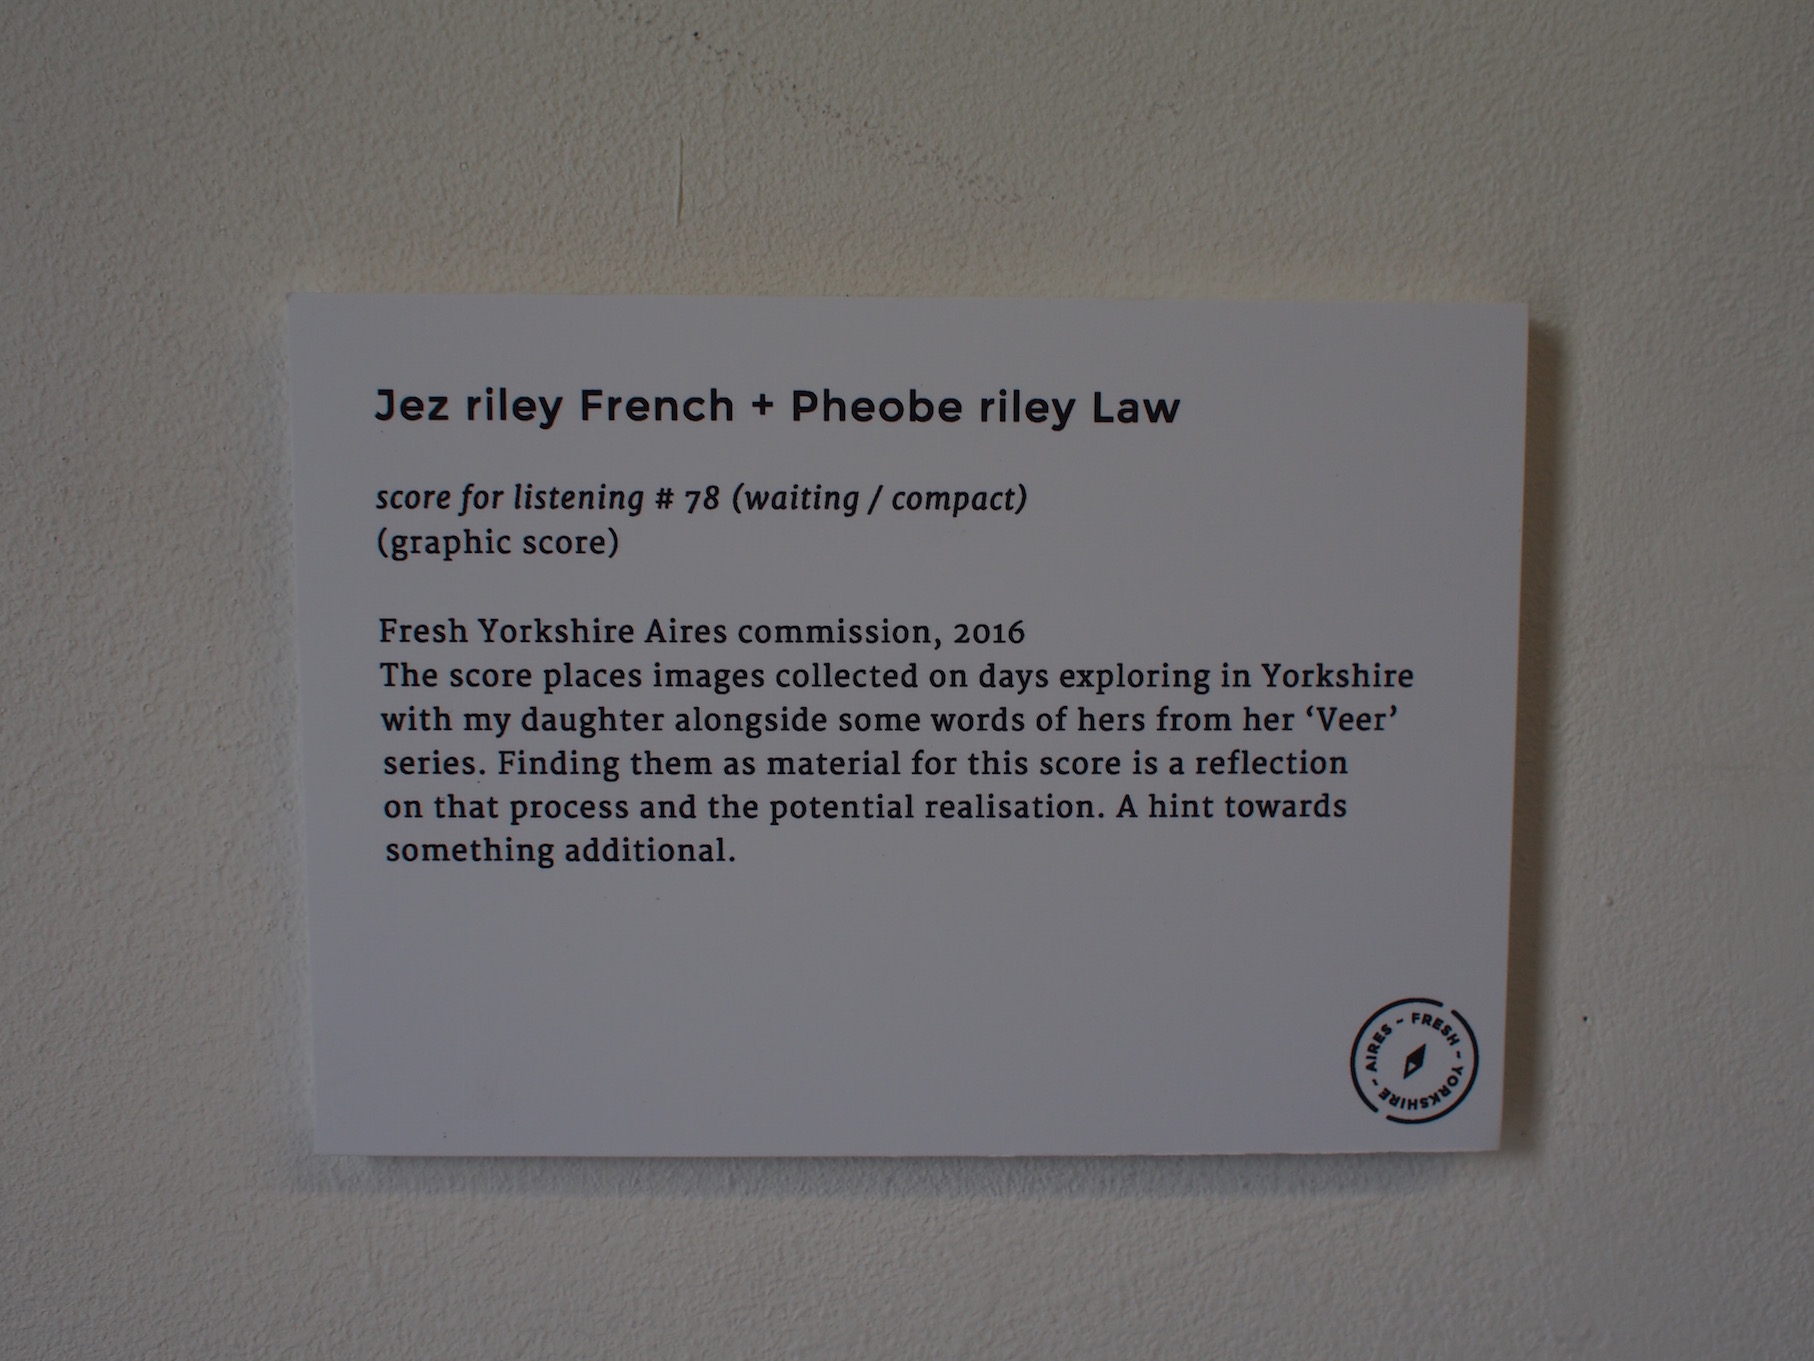 Jez riley French + Pheobe riley Law
score for listening # 78 (waiting / compact)
(graphic score)
Fresh Yorkshire Aires commission, 2016
The score places images collected on days exploring in Yorkshire
with my daughter alongside some words of hers from her ‘Veer’
series. Finding them as material for this score is a reflection
on that process and the potential realisation. A hint towards
something additional.
FRESH - YORKSHIRE - AIRES -